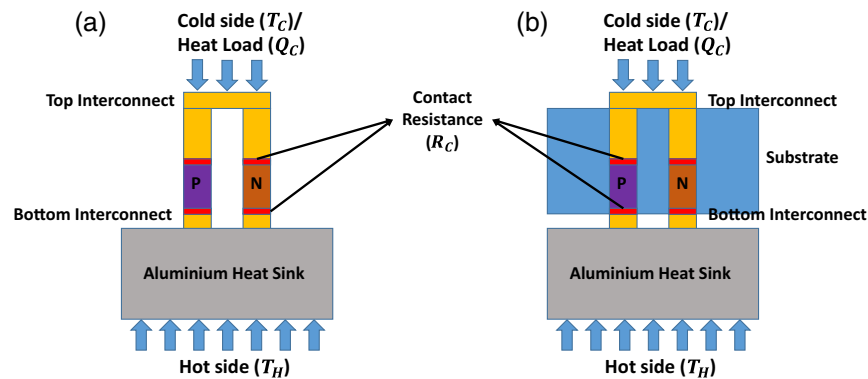 (a)
Cold side (T_C)/
Heat Load (Q_C)
Top Interconnect
P
N
Bottom Interconnect
Aluminium Heat Sink
Hot side (T_H)
Contact
Resistance
(R_C)
(b)
Cold side (T_C)/
Heat Load (Q_C)
Top Interconnect
Substrate
P
N
Bottom Interconnect
Aluminium Heat Sink
Hot side (T_H)